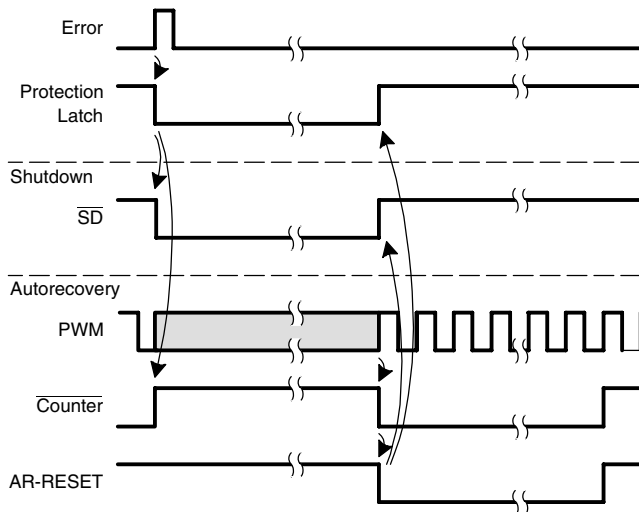 Error
Protection
Latch
Shutdown
SD
Autorecovery
PWM
Counter
AR-RESET